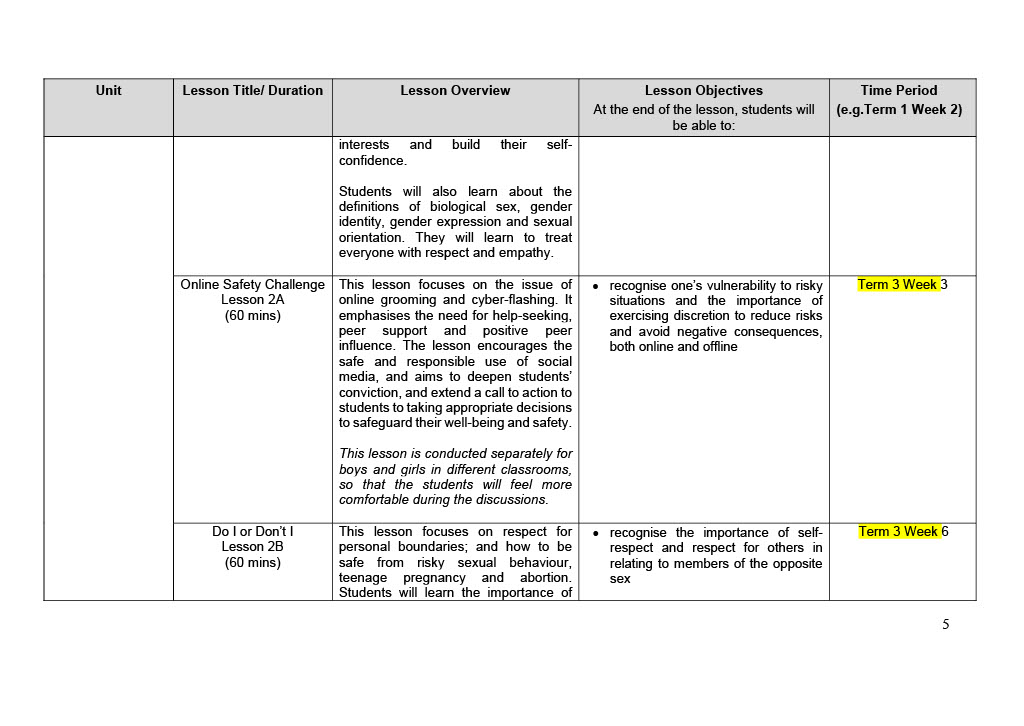 Unit
Lesson Title/ Duration
Lesson Overview
Lesson Objectives
At the end of the lesson, students will
be able to:
Time Period
(e.g.Term 1 Week 2)
interests and build their self-
confidence.
Students will also learn about the
definitions of biological sex, gender
identity, gender expression and sexual
orientation. They will learn to treat
everyone with respect and empathy.
Online Safety Challenge
Lesson 2A
(60 mins)
This lesson focuses on the issue of
online grooming and cyber-flashing. It
emphasises the need for help-seeking,
peer support and positive peer
influence. The lesson encourages the
safe and responsible use of social
media, and aims to deepen students'
conviction, and extend a call to action to
students to taking appropriate decisions
to safeguard their well-being and safety.
This lesson is conducted separately for
boys and girls in different classrooms,
so that the students will feel more
comfortable during the discussions.
• recognise one's vulnerability to risky
situations and the importance of
exercising discretion to reduce risks
and avoid negative consequences,
both online and offline
Term 3 Week 3
Do I or Don't I
Lesson 2B
(60 mins)
This lesson focuses on respect for
personal boundaries; and how to be
safe from risky sexual behaviour,
teenage pregnancy and abortion.
Students will learn the importance of
• recognise the importance of self-
respect and respect for others in
relating to members of the opposite
sex
Term 3 Week 6
5